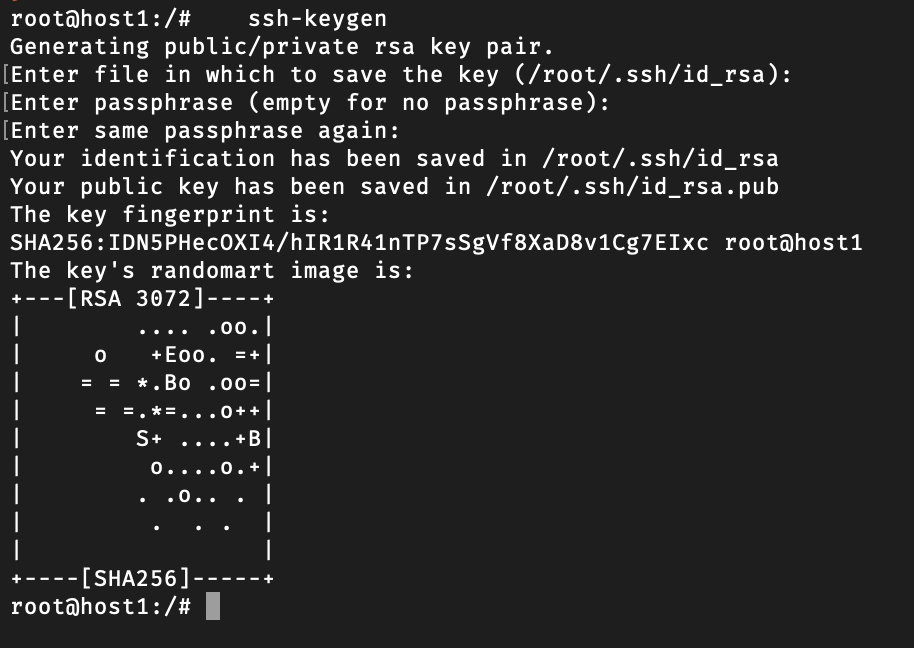 root@host1:/#    ssh-keygen
Generating public/private rsa key pair.
[Enter file in which to save the key (/root/.ssh/id_rsa):
[Enter passphrase (empty for no passphrase):
[Enter same passphrase again:
Your identification has been saved in /root/.ssh/id_rsa
Your public key has been saved in /root/.ssh/id_rsa.pub
The key fingerprint is:
SHA256:IDN5PHecOXI4/hIR1R41nTP7sSgVf8XaD8v1Cg7EIxc root@host1
The key's randomart image is:
+---[RSA 3072]----+
|        .... .oo.|
|     o   +Eoo. =+|
|    = = *.Bo .oo=|
|     = =.*=...o++|
|        S+ ....+B|
|         o....o.+|
|        . .o.. . |
|         .  . .  |
|                 |
+----[SHA256]-----+
root@host1:/#